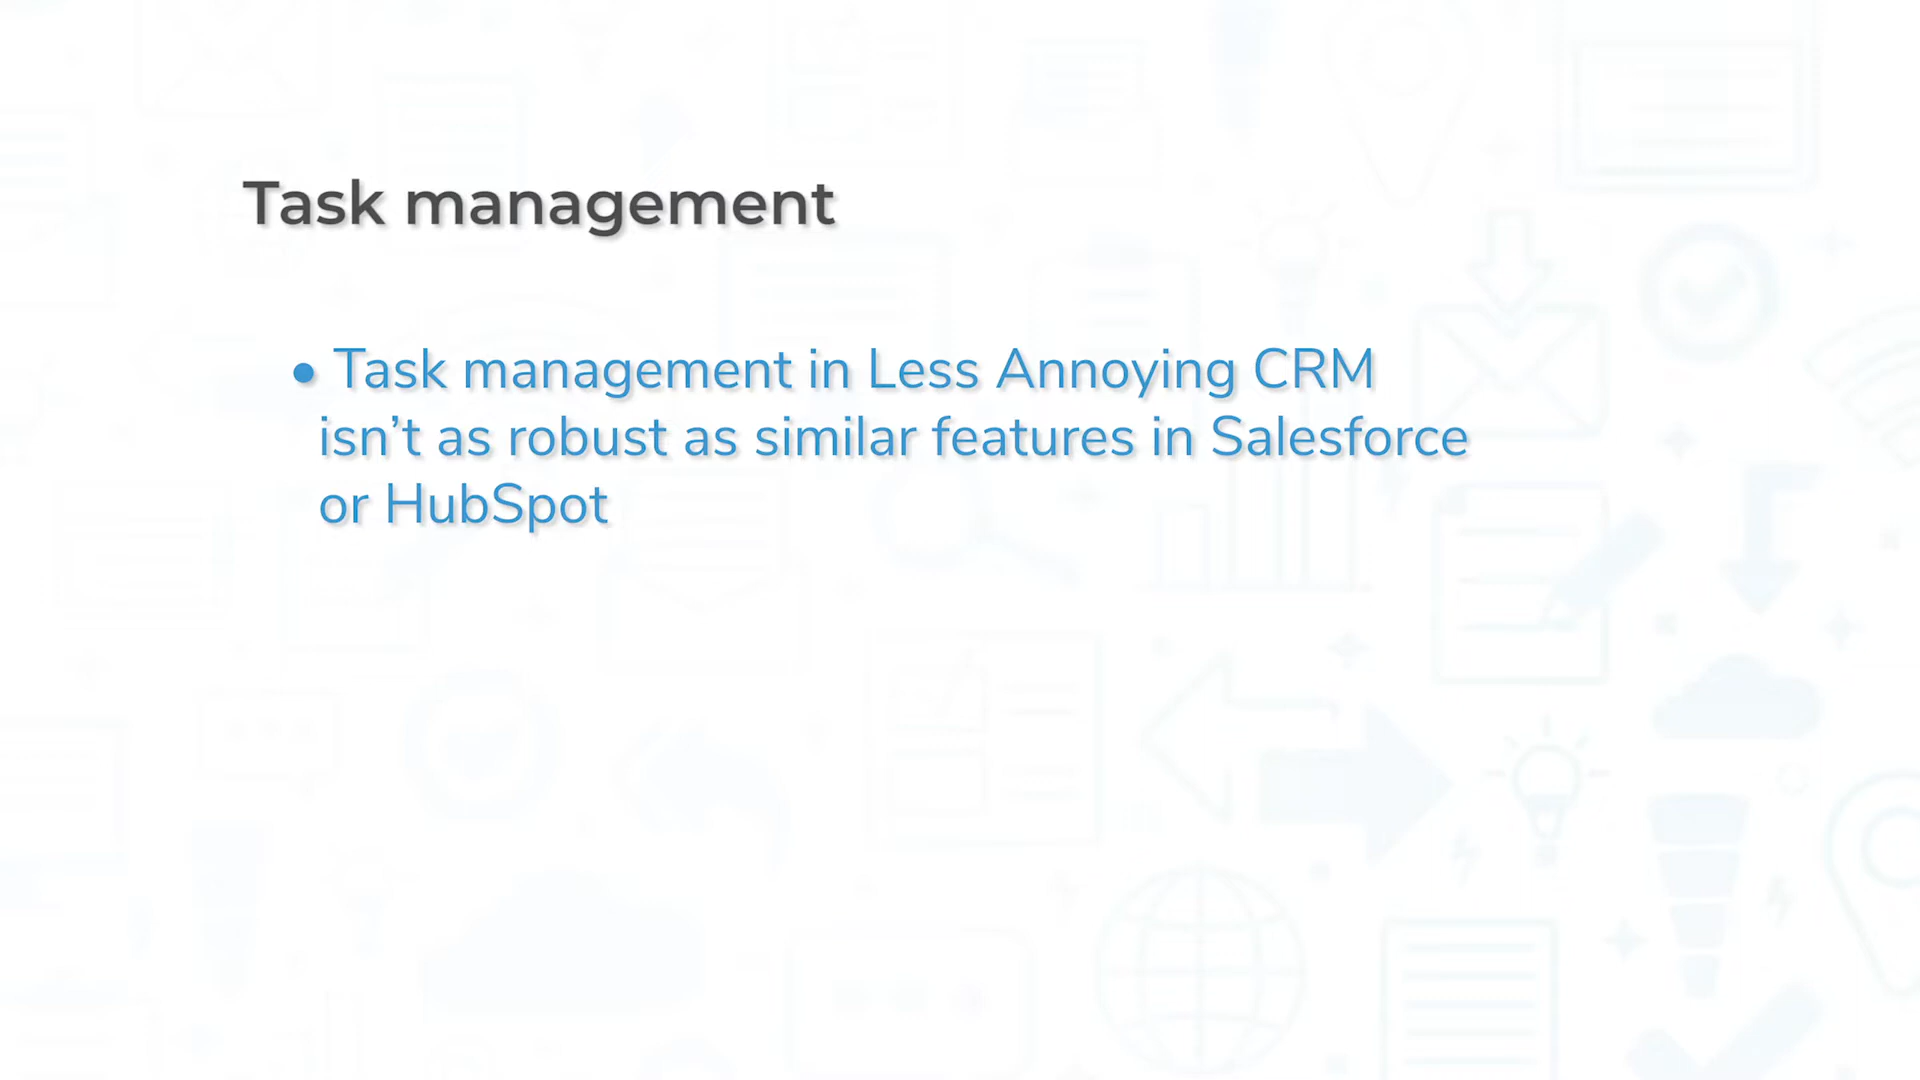 Task management
• Task management in Less Annoying CRM
isn’t as robust as similar features in Salesforce
or HubSpot